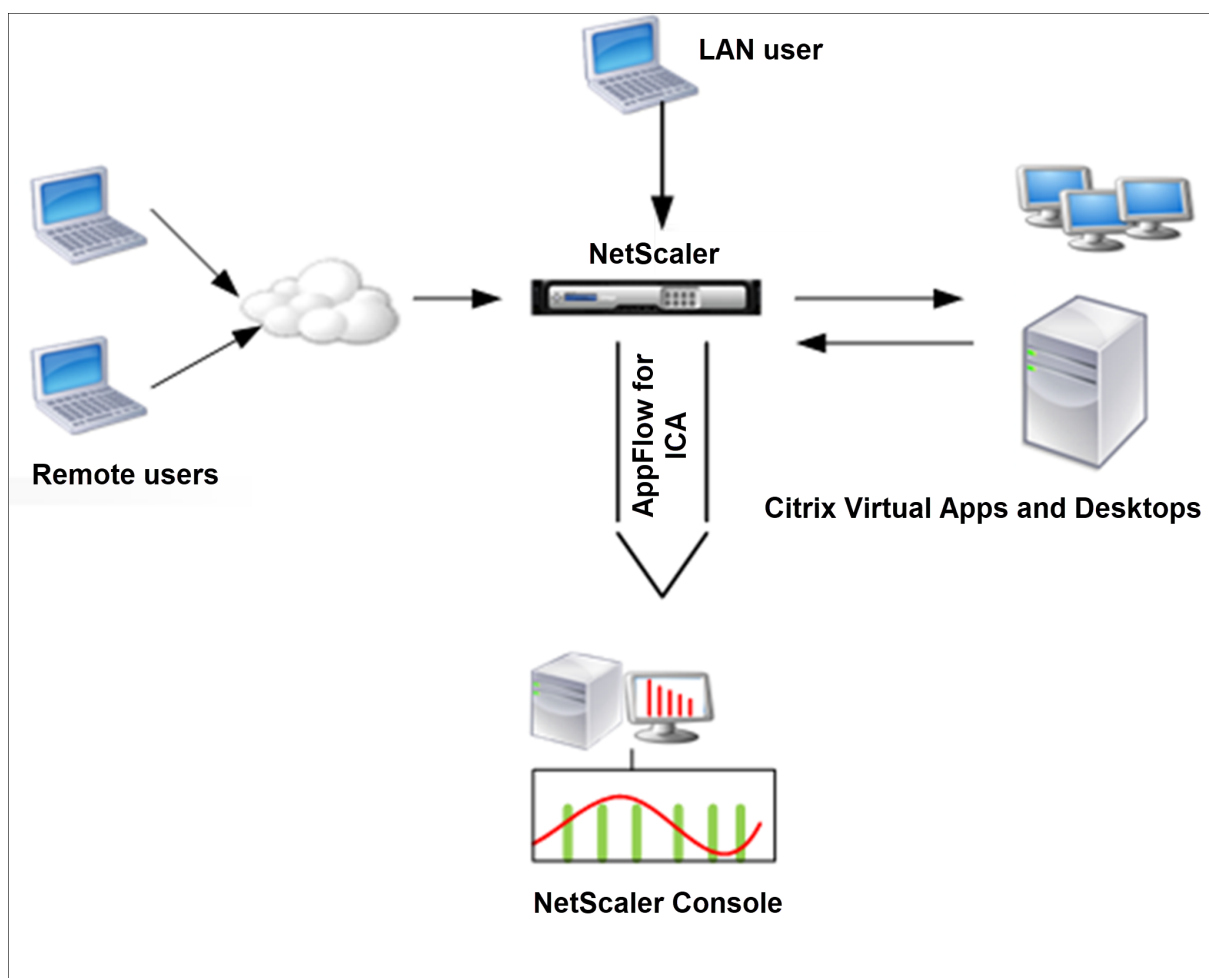 LAN user
NetScaler
Remote users
AppFlow for
ICA
Citrix Virtual Apps and Desktops
NetScaler Console